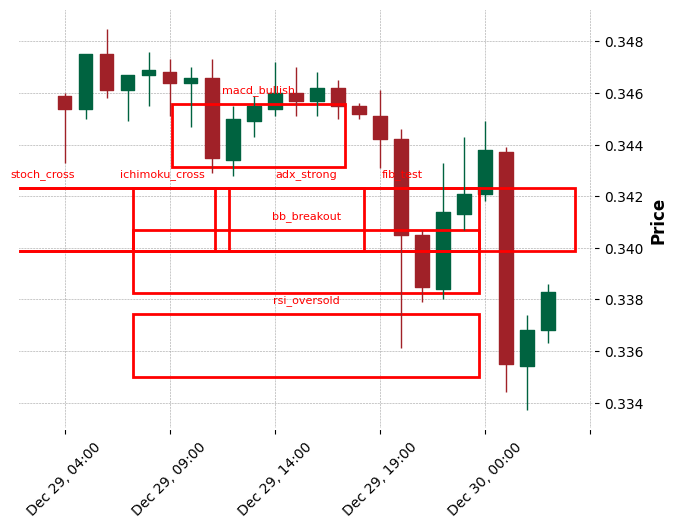 0.348
macd_bullish
0.346
0.344
stoch_cross ichimoku_cross adx_strong
0.342
bb_breakout
0.340
Price
rsi_oversold
0.338
0.336
0.334
Dec 29, 04:00
Dec 29, 09:00
Dec 29, 14:00
Dec 29, 19:00
Dec 30, 00:00